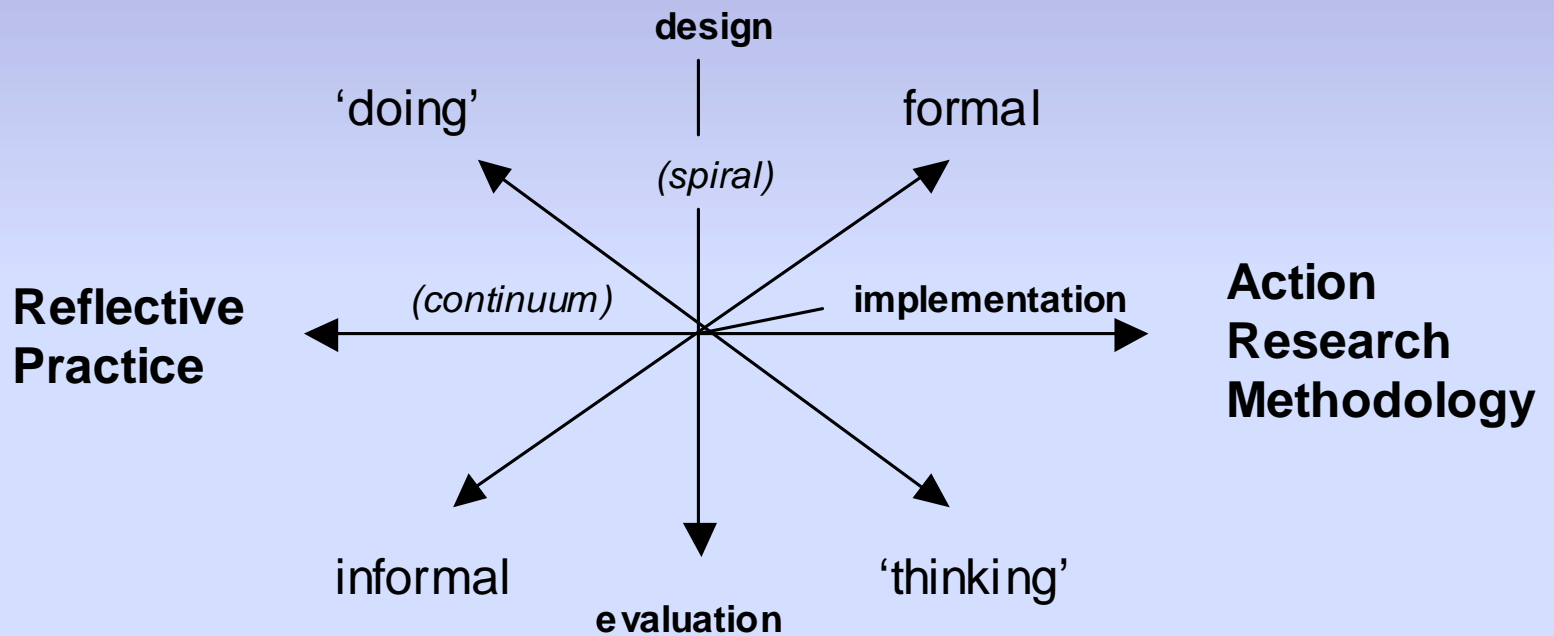 design
‘doing’
formal
(spiral)
Reflective
Practice
(continuum)
implementation
Action
Research
Methodology
informal
‘thinking’
evaluation